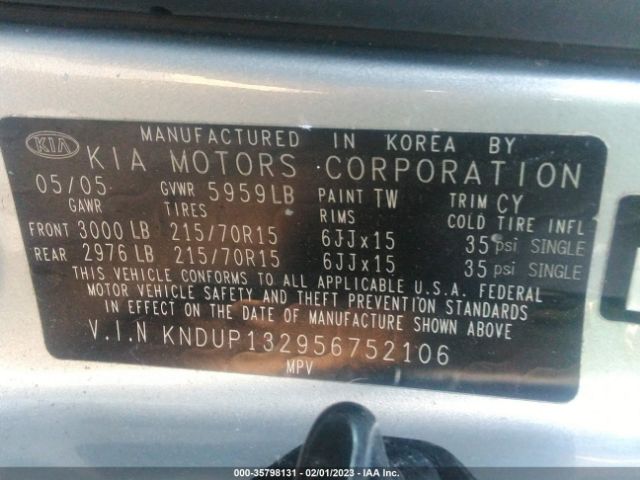 MANUFACTURED IN KOREA BY
KIA KIA MOTORS CORPORATION
05/05 GVWR 5959LB PAINT TW TRIM CY
GAWR TIRES RIMS COLD TIRE INFL
FRONT 3000 LB 215/70R15 6JJx15 35 psi SINGLE
REAR 2976 LB 215/70R15 6JJx15 35 psi SINGLE
THIS VEHICLE CONFORMS TO ALL APPLICABLE U.S.A. FEDERAL
MOTOR VEHICLE SAFETY AND THEFT PREVENTION STANDARDS
IN EFFECT ON THE DATE OF MANUFACTURE SHOWN ABOVE
V.I.N KNDUP132956752106
MPV
000-35798131 - 02/01/2023 - IAA Inc.